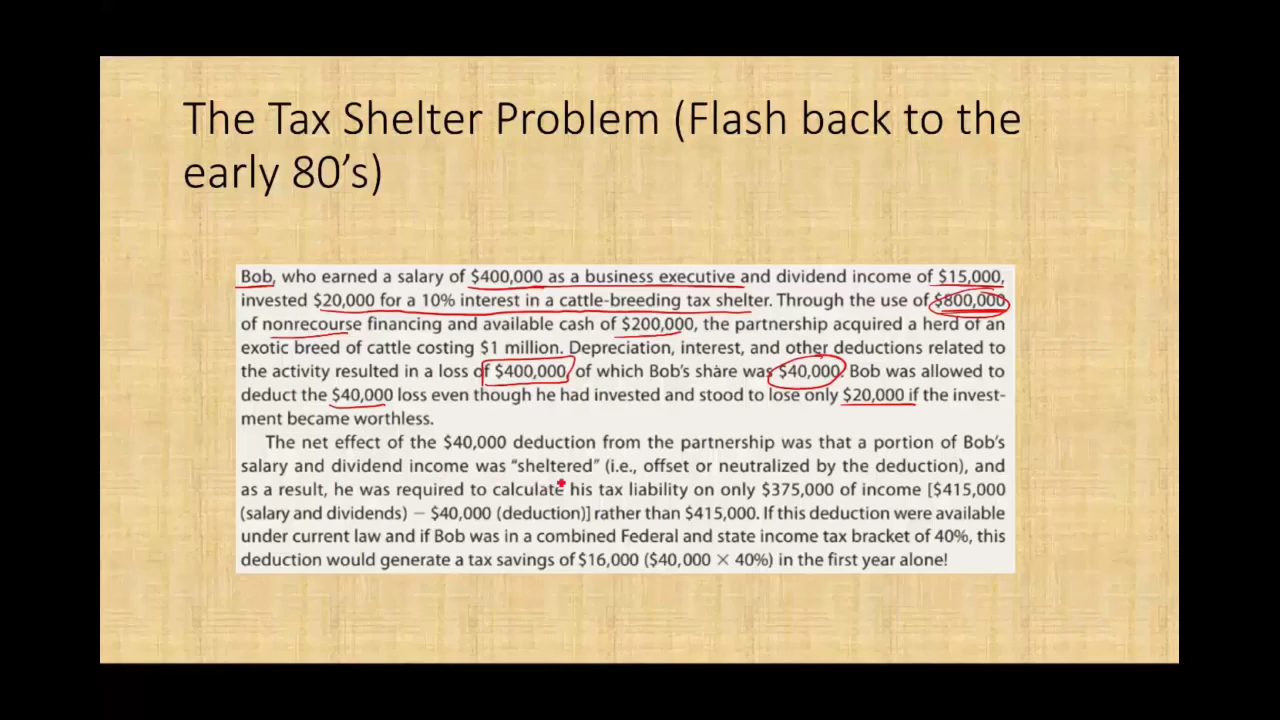 The Tax Shelter Problem (Flash back to the
early 80’s)
Bob, who earned a salary of $400,000 as a business executive and dividend income of $15,000,
invested $20,000 for a 10% interest in a cattle-breeding tax shelter. Through the use of $800,000
of nonrecourse financing and available cash of $200,000, the partnership acquired a herd of an
exotic breed of cattle costing $1 million. Depreciation, interest, and other deductions related to
the activity resulted in a loss of $400,000, of which Bob’s share was $40,000. Bob was allowed to
deduct the $40,000 loss even though he had invested and stood to lose only $20,000 if the invest-
ment became worthless.
The net effect of the $40,000 deduction from the partnership was that a portion of Bob’s
salary and dividend income was “sheltered” (i.e., offset or neutralized by the deduction), and
as a result, he was required to calculate his tax liability on only $375,000 of income [$415,000
(salary and dividends) − $40,000 (deduction)] rather than $415,000. If this deduction were available
under current law and if Bob was in a combined Federal and state income tax bracket of 40%, this
deduction would generate a tax savings of $16,000 ($40,000 × 40%) in the first year alone!